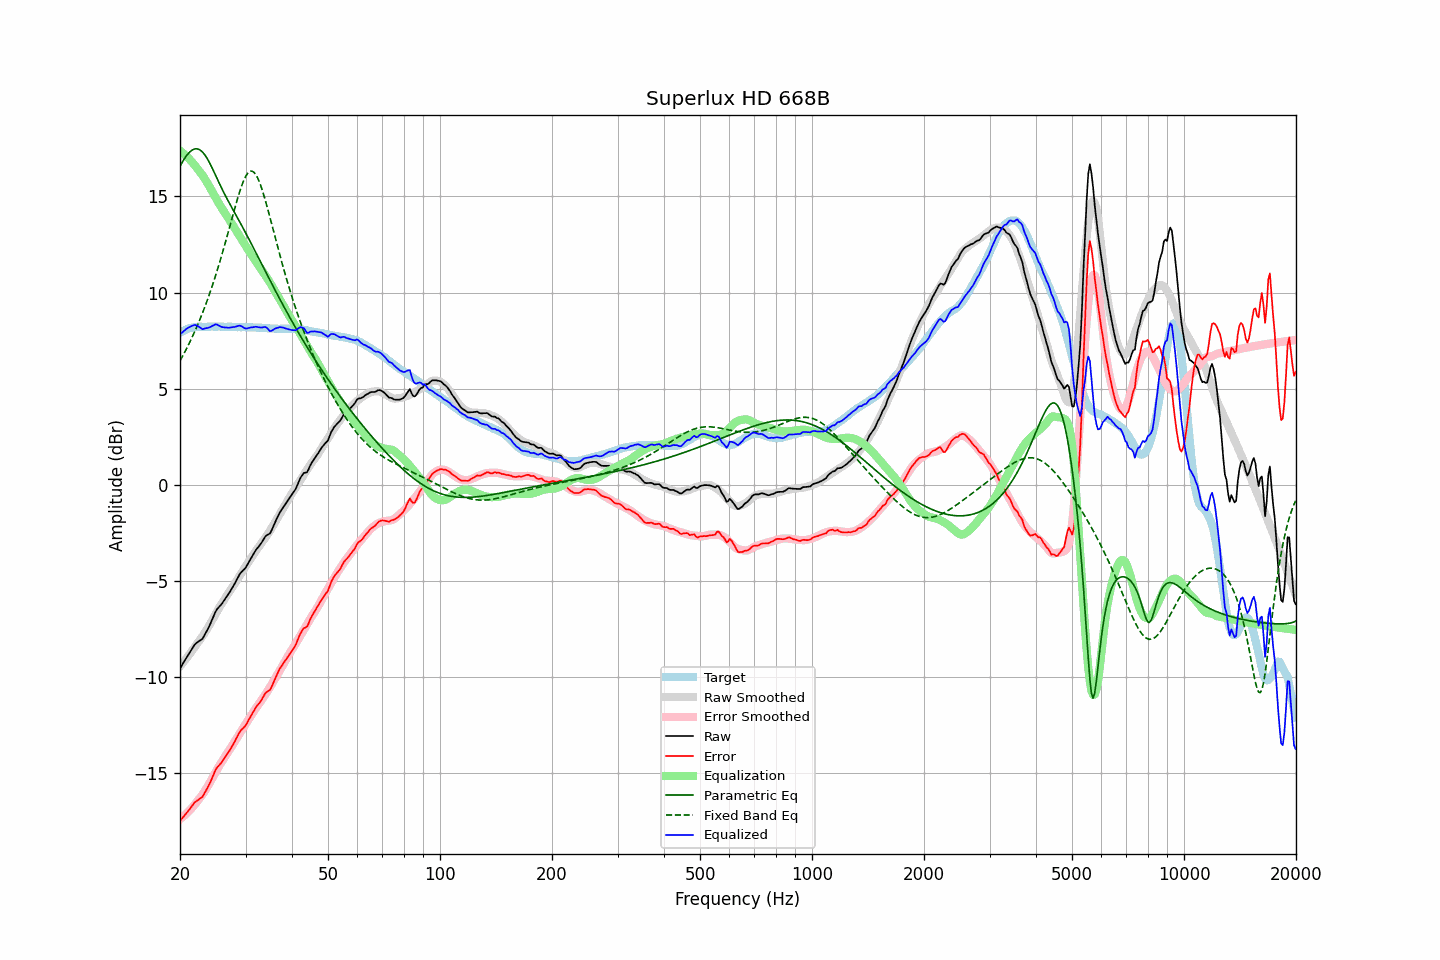 Superlux HD 668B
Amplitude (dBr)
15
10
5
0
−5
−10
−15
Target
Raw Smoothed
Error Smoothed
Raw
Error
Equalization
Parametric Eq
Fixed Band Eq
Equalized
20 50 100 200 500 1000 2000 5000 10000 20000
Frequency (Hz)